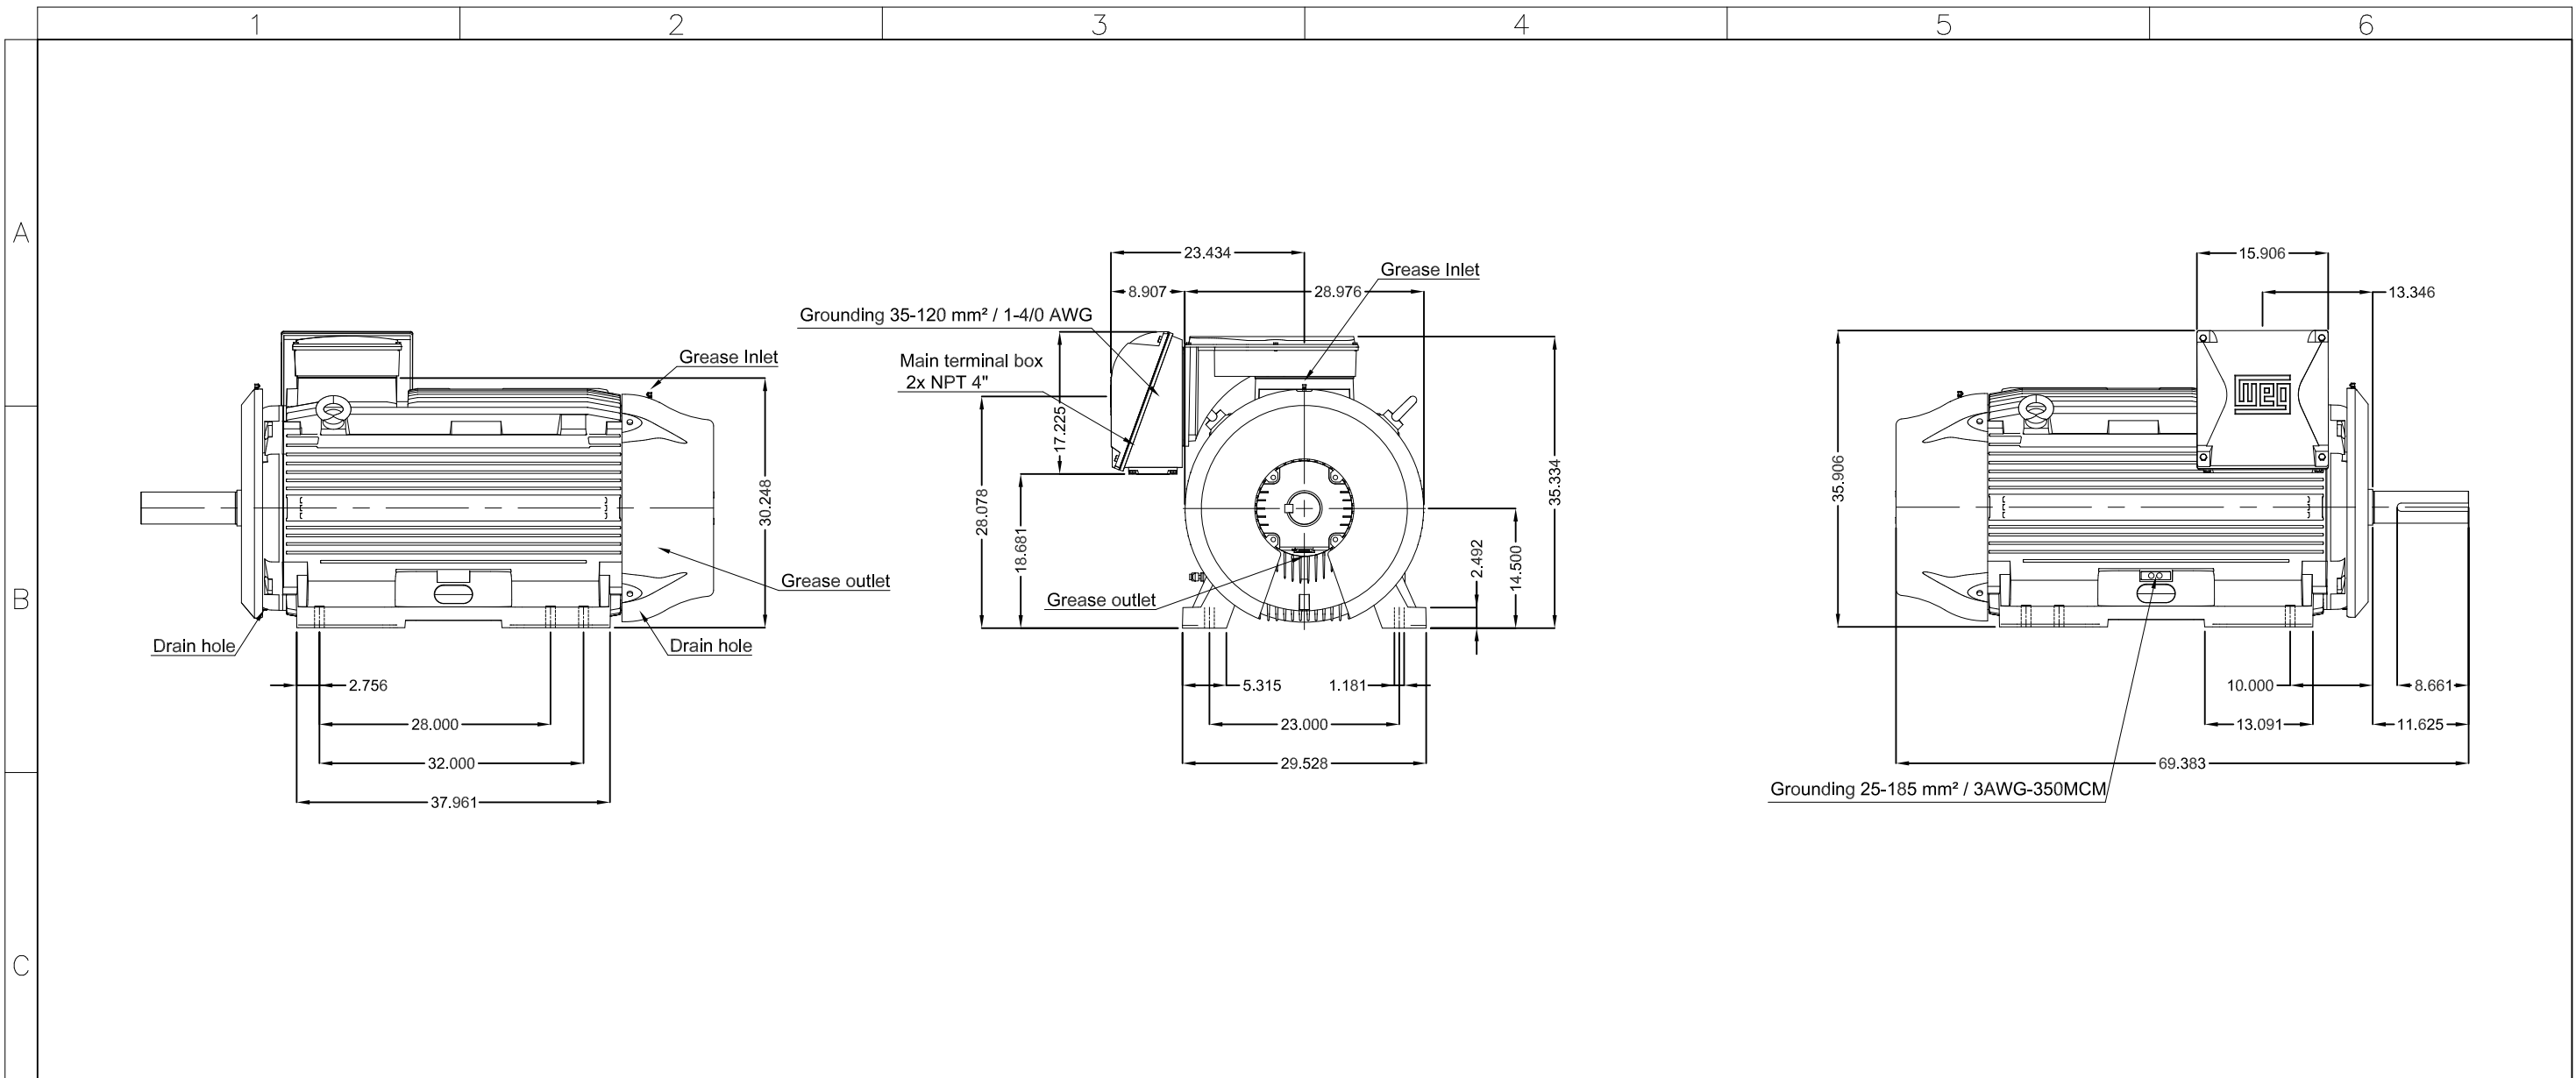 1 2 3 4 5 6
A
B
C
Grease Inlet
30.248
Grease outlet
Drain hole
Drain hole
2.756
28.000
32.000
37.961
23.434
Grease Inlet
8.907
28.976
Grounding 35-120 mm² / 1-4/0 AWG
Main terminal box
2x NPT 4"
17.225
28.078
18.681
35.334
2.492
14.500
Grease outlet
5.315
1.181
23.000
29.528
15.906
13.346
WEG
35.906
10.000
8.661
13.091
11.625
69.383
Grounding 25-185 mm² / 3AWG-350MCM